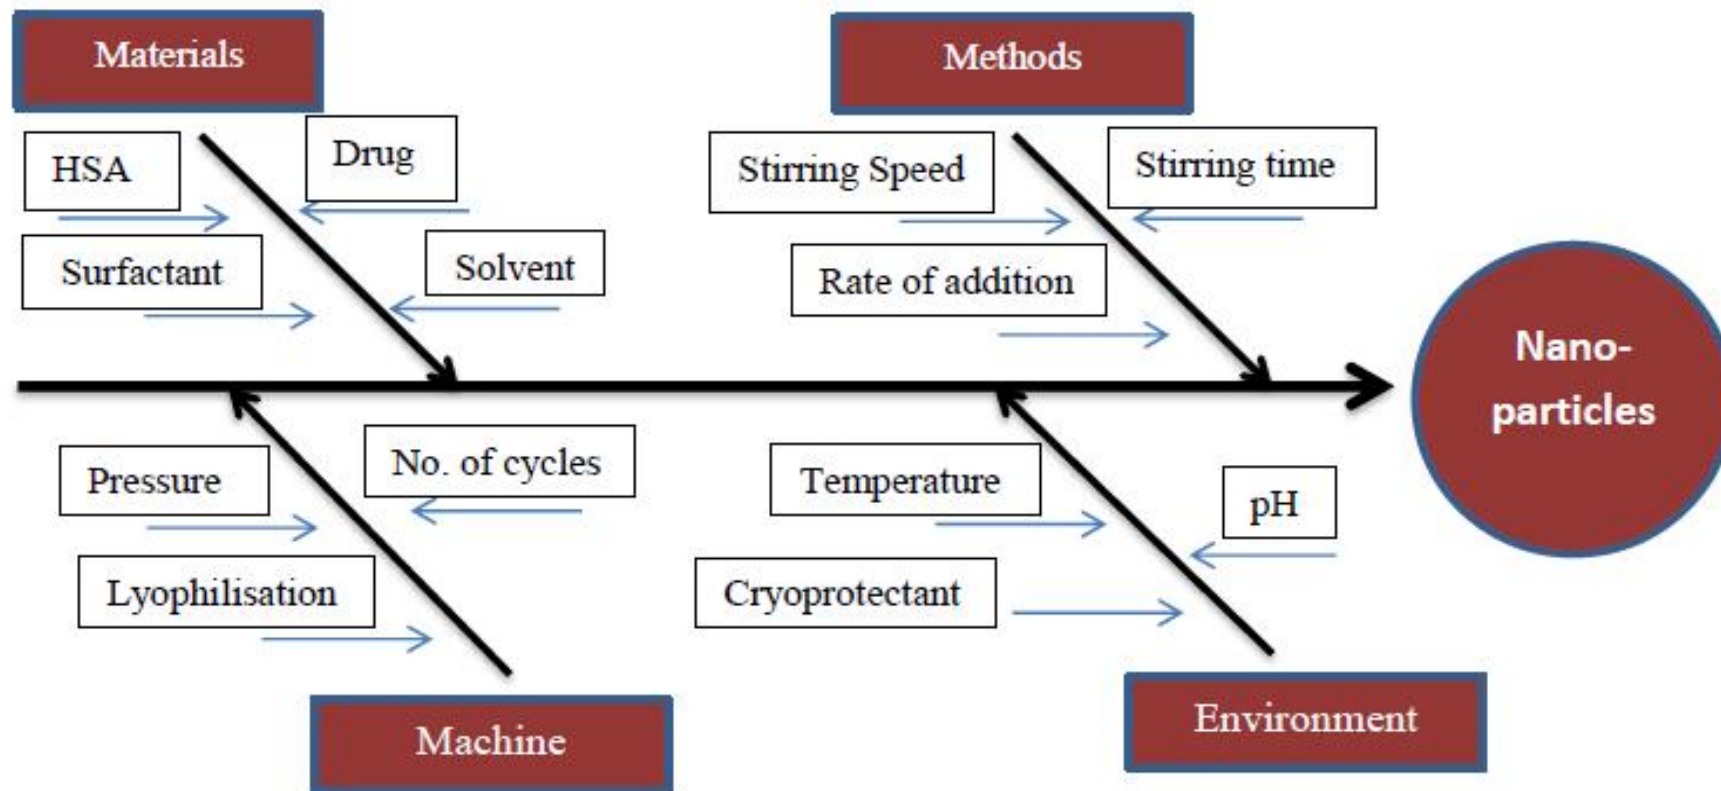 Materials
Methods
HSA
Drug
Stirring Speed
Stirring time
Surfactant
Solvent
Rate of addition
Nano-
particles
Pressure
No. of cycles
Temperature
pH
Lyophilisation
Cryoprotectant
Machine
Environment